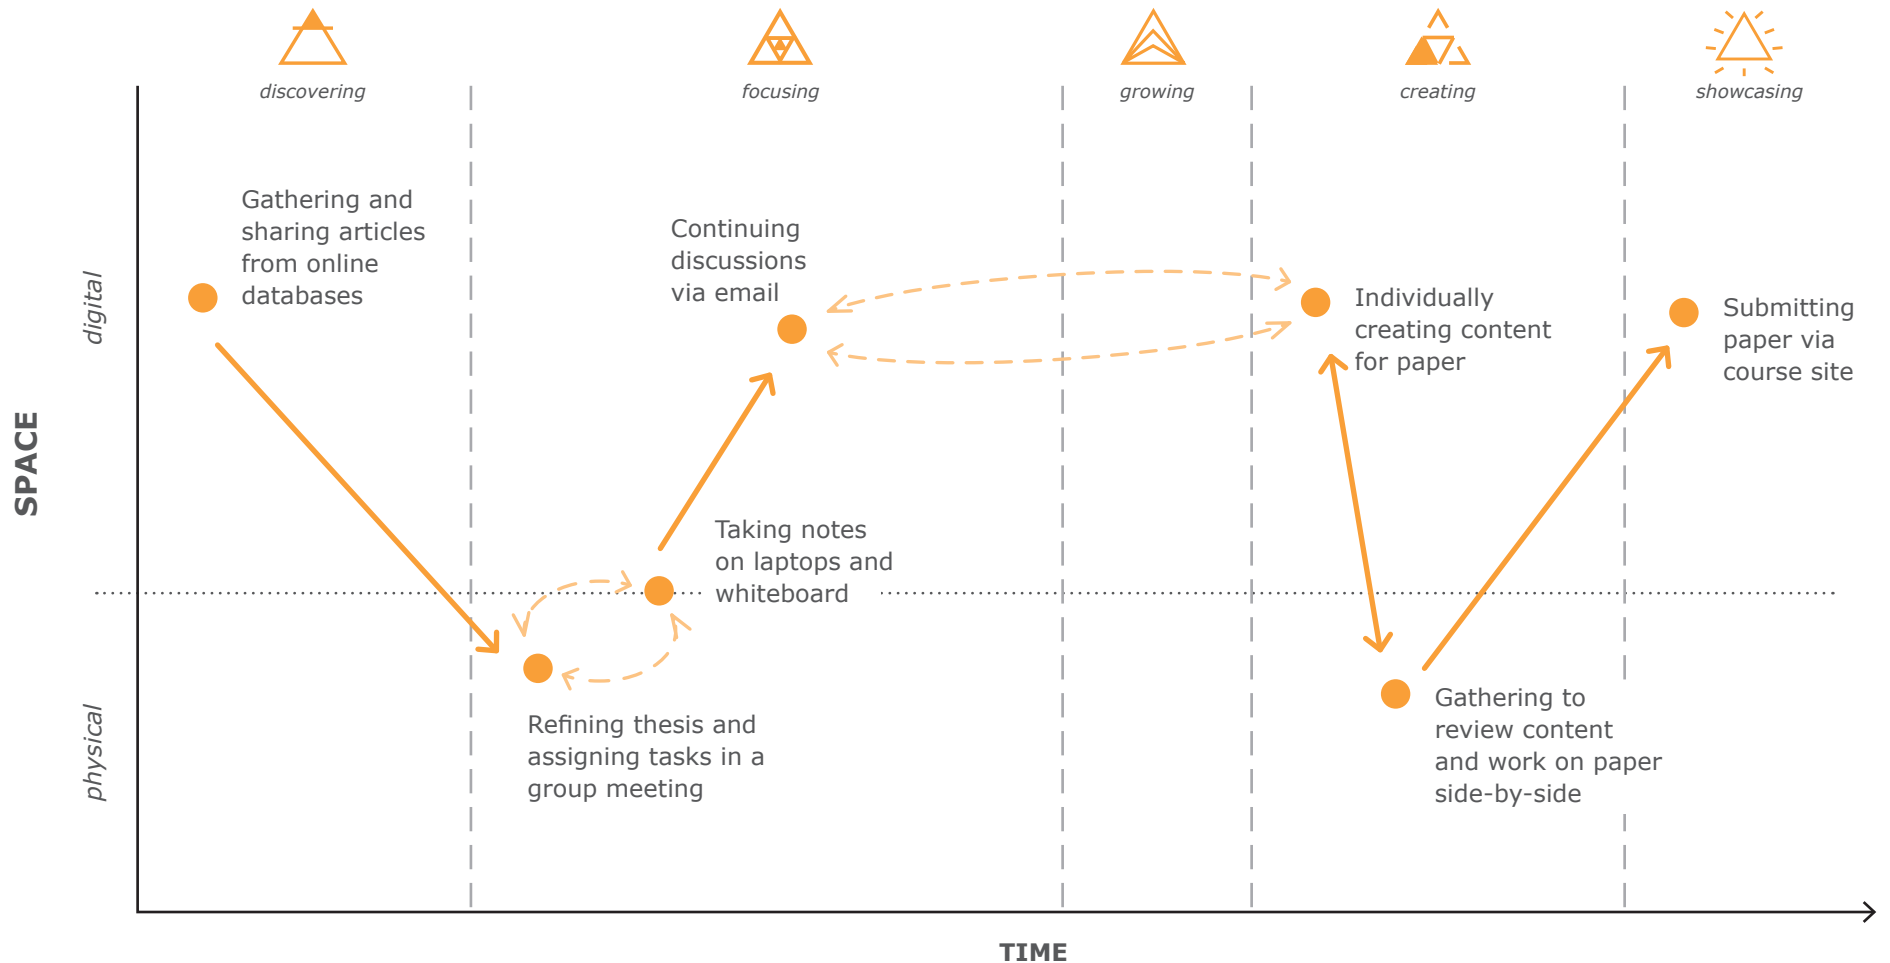 discovering
focusing
growing
creating
showcasing
Gathering and
sharing articles
from online
databases
Continuing
discussions
via email
Individually
creating content
for paper
Submitting
paper via
course site
digital
SPACE
Taking notes
on laptops and
whiteboard
physical
Refining thesis and
assigning tasks in a
group meeting
Gathering to
review content
and work on paper
side-by-side
TIME